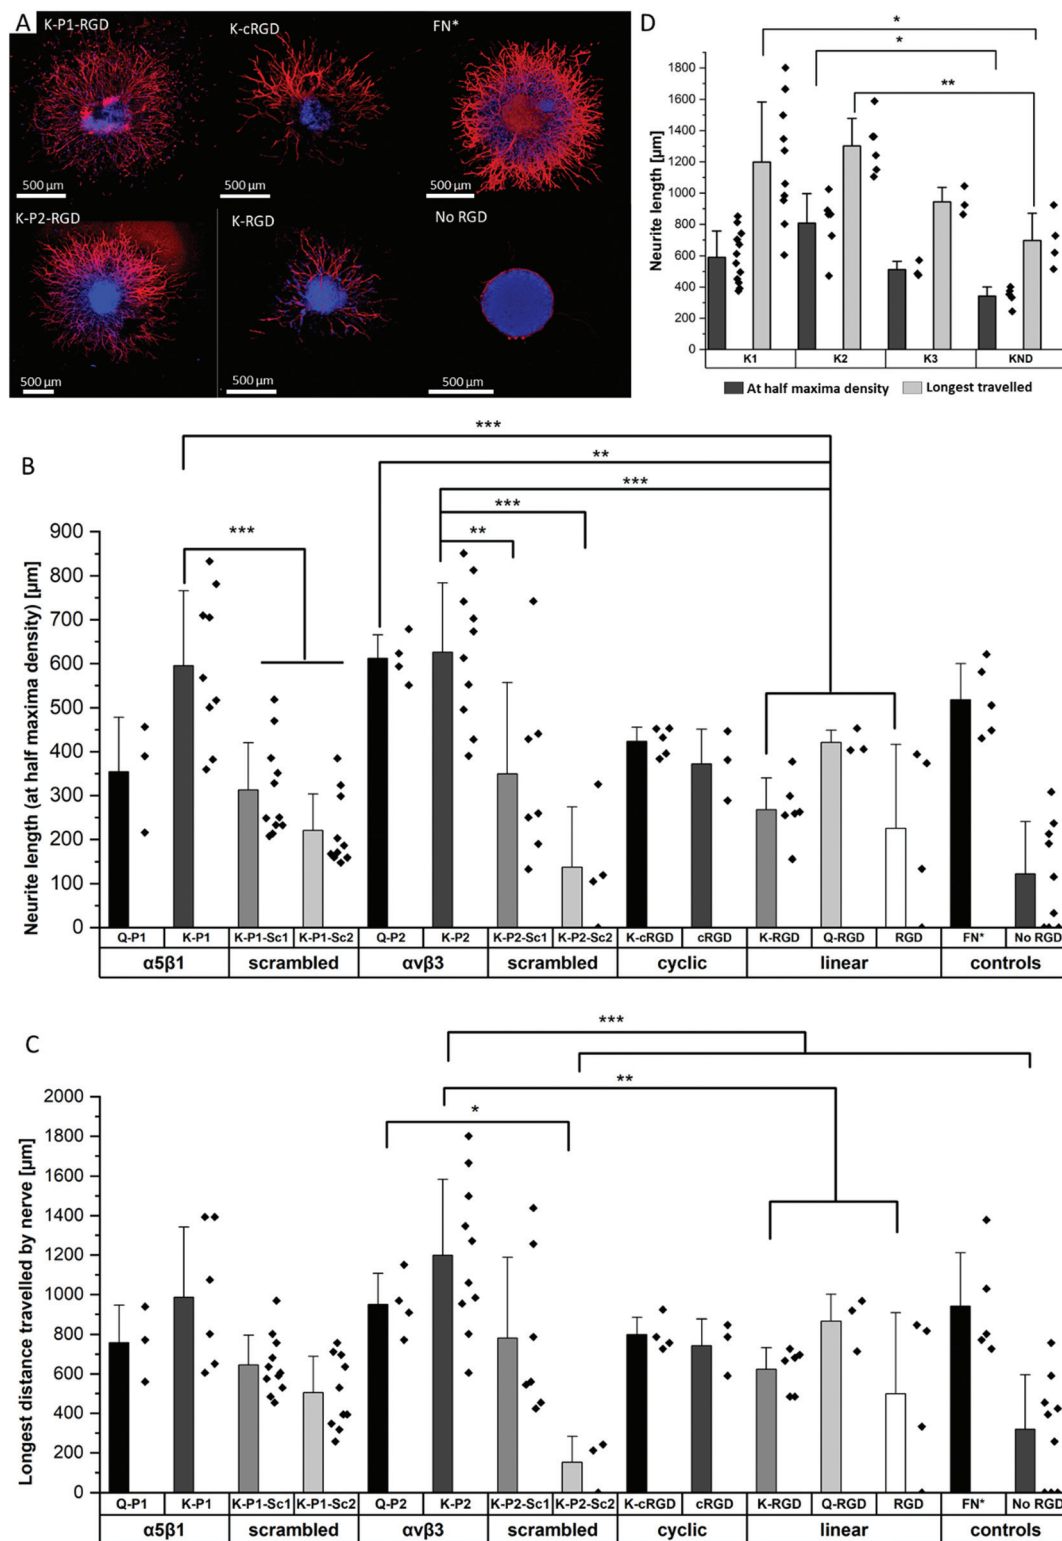 A
K-P1-RGD
K-cRGD
FN*
500 µm
500 µm
500 µm
K-P2-RGD
K-RGD
No RGD
500 µm
500 µm
500 µm
D
*
*
**
Neurite length [µm]
1800
1600
1400
1200
1000
800
600
400
200
0
K1 K2 K3 KND
At half maxima density Longest travelled
B
***
**
***
***
***
**
Neurite length (at half maxima density) [µm]
900
800
700
600
500
400
300
200
100
0
Q-P1 K-P1 K-P1-Sc1 K-P1-Sc2 Q-P2 K-P2 K-P2-Sc1 K-P2-Sc2 K-cRGD cRGD K-RGD Q-RGD RGD FN* No RGD
α5β1 scrambled αvβ3 scrambled cyclic linear controls
C
***
**
*
Longest distance travelled by nerve [µm]
2000
1800
1600
1400
1200
1000
800
600
400
200
0
Q-P1 K-P1 K-P1-Sc1 K-P1-Sc2 Q-P2 K-P2 K-P2-Sc1 K-P2-Sc2 K-cRGD cRGD K-RGD Q-RGD RGD FN* No RGD
α5β1 scrambled αvβ3 scrambled cyclic linear controls